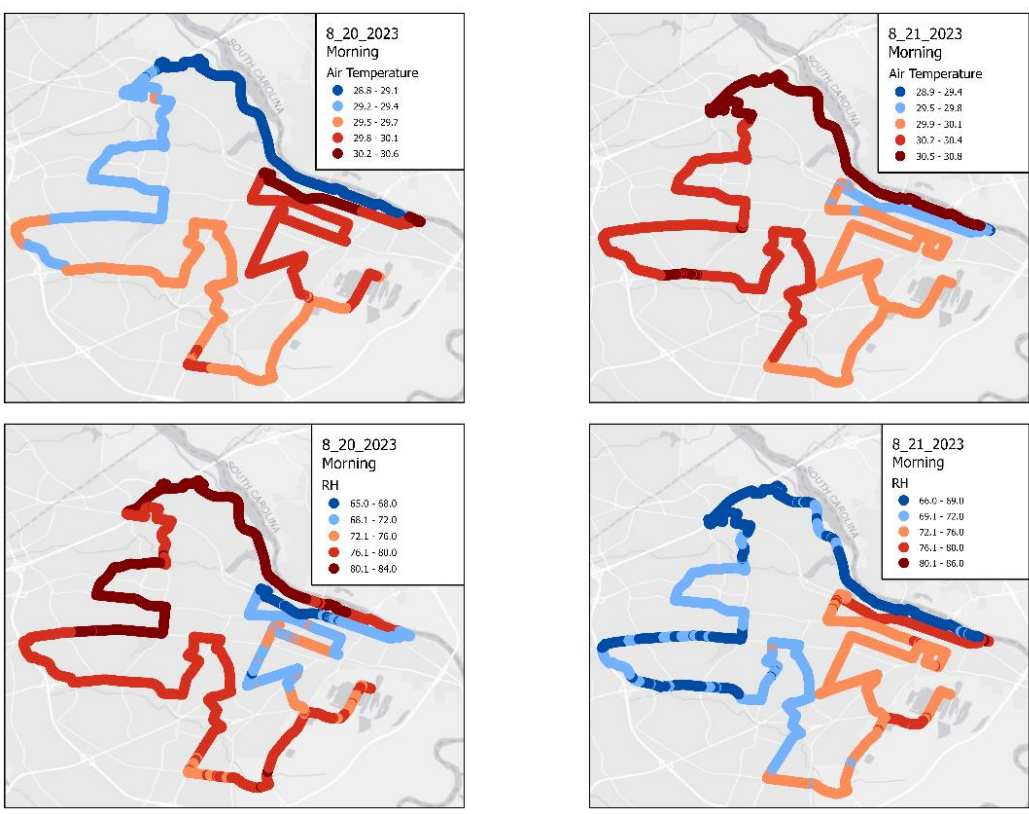 8_20_2023
Morning
Air Temperature
28.8 - 29.1
29.2 - 29.4
29.5 - 29.7
29.8 - 30.1
30.2 - 30.6
SOUTH CAROLINA
8_21_2023
Morning
Air Temperature
28.9 - 29.4
29.5 - 29.8
29.9 - 30.1
30.2 - 30.4
30.5 - 30.8
SOUTH CAROLINA
8_20_2023
Morning
RH
65.0 - 68.0
68.1 - 72.0
72.1 - 76.0
76.1 - 80.0
80.1 - 84.0
SOUTH CAROLINA
8_21_2023
Morning
RH
66.0 - 69.0
69.1 - 72.0
72.1 - 76.0
76.1 - 80.0
80.1 - 86.0
SOUTH CAROLINA